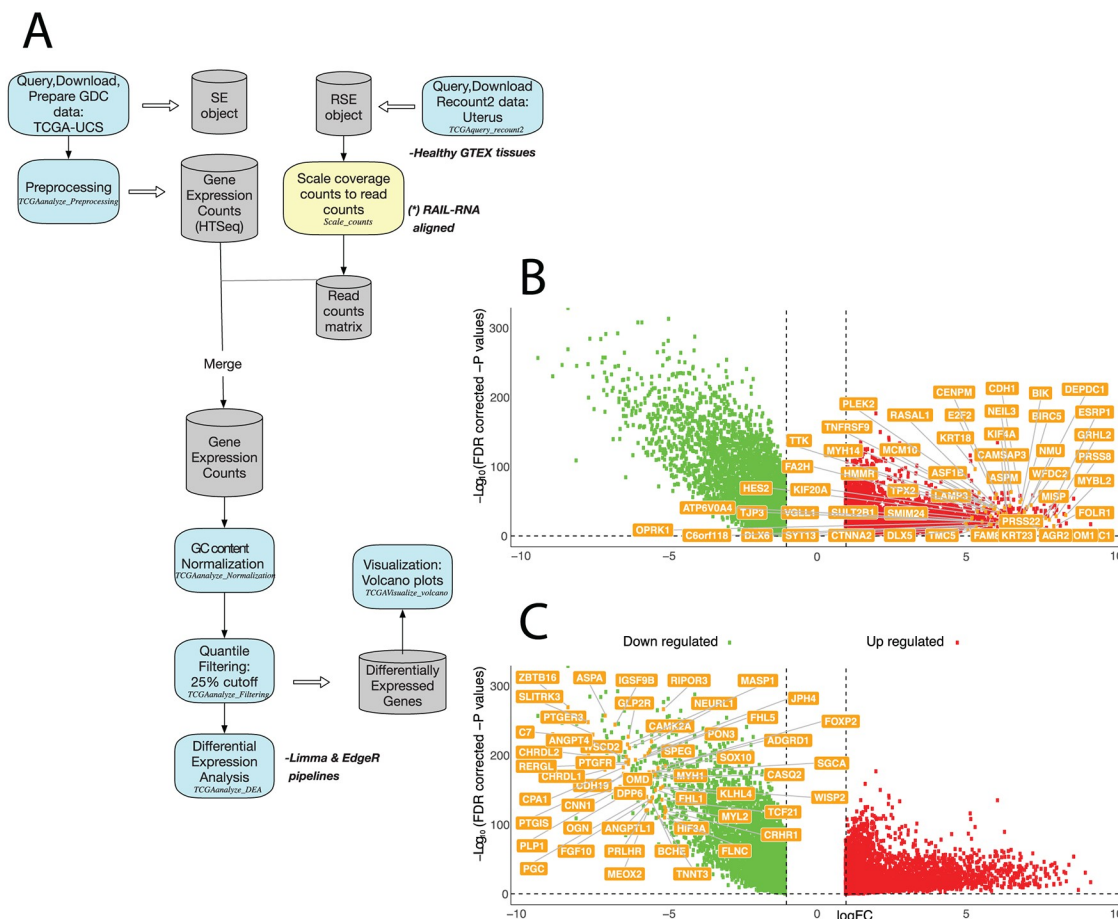 A
Query,Download,
Prepare GDC
data:
TCGA-UCS
SE
object
RSE
object
Query,Download
Recount2 data:
Uterus
TCGAquery_recount2
-Healthy GTEX tissues
Preprocessing
TCGAanalyze_Preprocessing
Gene
Expression
Counts
(HTSeq)
Scale coverage
counts to read
counts
Scale_counts
(*) RAIL-RNA
aligned
Read
counts
matrix
Merge
Gene
Expression
Counts
GC content
Normalization
TCGAanalyze_Normalization
Quantile
Filtering:
25% cutoff
TCGAanalyze_Filtering
Differential
Expression
Analysis
TCGAanalyze_DEA
-Limma & EdgeR
pipelines
Visualization:
Volcano plots
TCGAVisualize_volcano
Differentially
Expressed
Genes
B
-Log10 (FDR corrected -P values)
300
200
100
0
-10
-5
0
5
10
CENPM
CDH1
BIK
DEPDC1
PLEK2
RASAL1
E2F2
NEIL3
BIRC5
ESRP1
TNFRSF9
TTK
MYH14
MCM10
KRT18
KIF4A
GRHL2
CAMSAP3
NMU
PRSS8
FA2H
HMMR
ASF1B
ASPM
WFDC2
MYBL2
HES2
KIF20A
TPX2
LAMP3
MISP
ATP6V0A4
TJP3
VGLL1
SULT2B1
SMIM24
PRSS22
FOLR1
OPRK1
C6orf118
DLX6
SYT13
CTNNA2
DLX5
TMC5
KRT23
AGR2
C
Down regulated
Up regulated
-Log10 (FDR corrected -P values)
300
200
100
0
-10
-5
0
5
10
logFC
ZBTB16
ASPA
IGSF9B
RIPOR3
MASP1
SLITRK3
GLP2R
NEURL1
JPH4
PTGER3
CAMK2A
FHL5
FOXP2
C7
ANGPT4
WSCD2
PON3
ADGRD1
CHRDL2
SPEG
SOX10
SGCA
RERGL
PTGFR
CHRDL1
OMD
MYH1
CASQ2
CDH19
DPP6
KLHL4
WISP2
CPA1
CNN1
FHL1
MYL2
TCF21
PTGIS
OGN
ANGPTL1
HIF3A
CRHR1
PLP1
FGF10
PRLHR
BCHE
FLNC
PGC
MEOX2
TNNT3